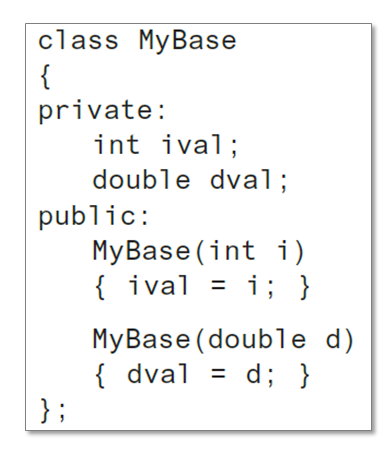 class MyBase
{
private:
    int ival;
    double dval;
public:
    MyBase(int i)
    { ival = i; }
    MyBase(double d)
    { dval = d; }
};